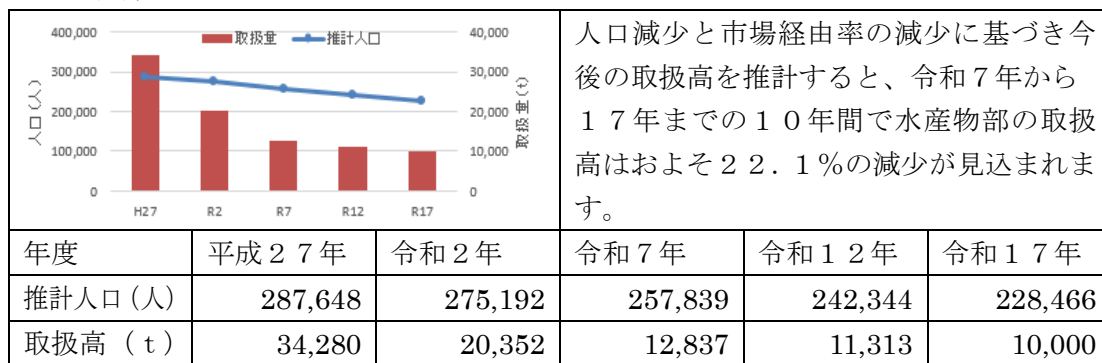 400,000
300,000
200,000
100,000
0
人口(人)
取扱量 推計人口
40,000
30,000
20,000
10,000
0
取扱量(t)
H27 R2 R7 R12 R17
人口減少と市場経由率の減少に基づき今
後の取扱高を推計すると、令和7年から
17年までの10年間で水産物部の取扱
高はおよそ22.1%の減少が見込まれま
す。
年度 平成27年 令和2年 令和7年 令和12年 令和17年
推計人口(人) 287,648 275,192 257,839 242,344 228,466
取扱高(t) 34,280 20,352 12,837 11,313 10,000